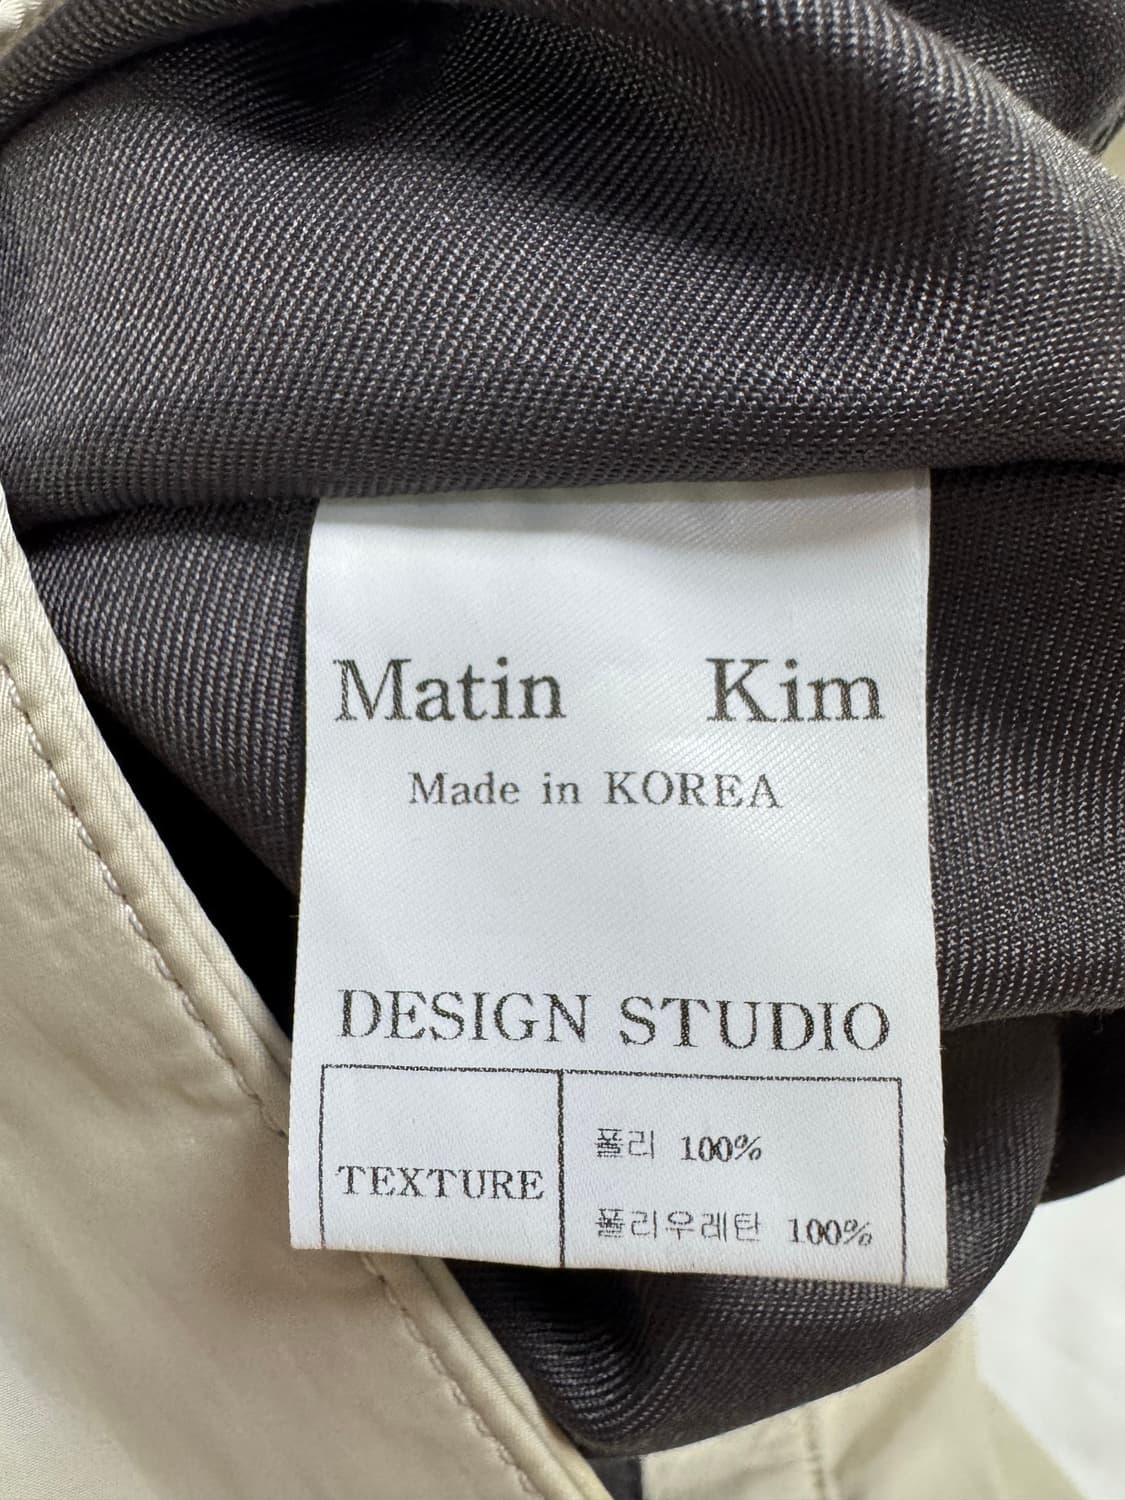 Matin Kim
Made in KOREA
DESIGN STUDIO
TEXTURE
폴리 100%
폴리우레탄 100%